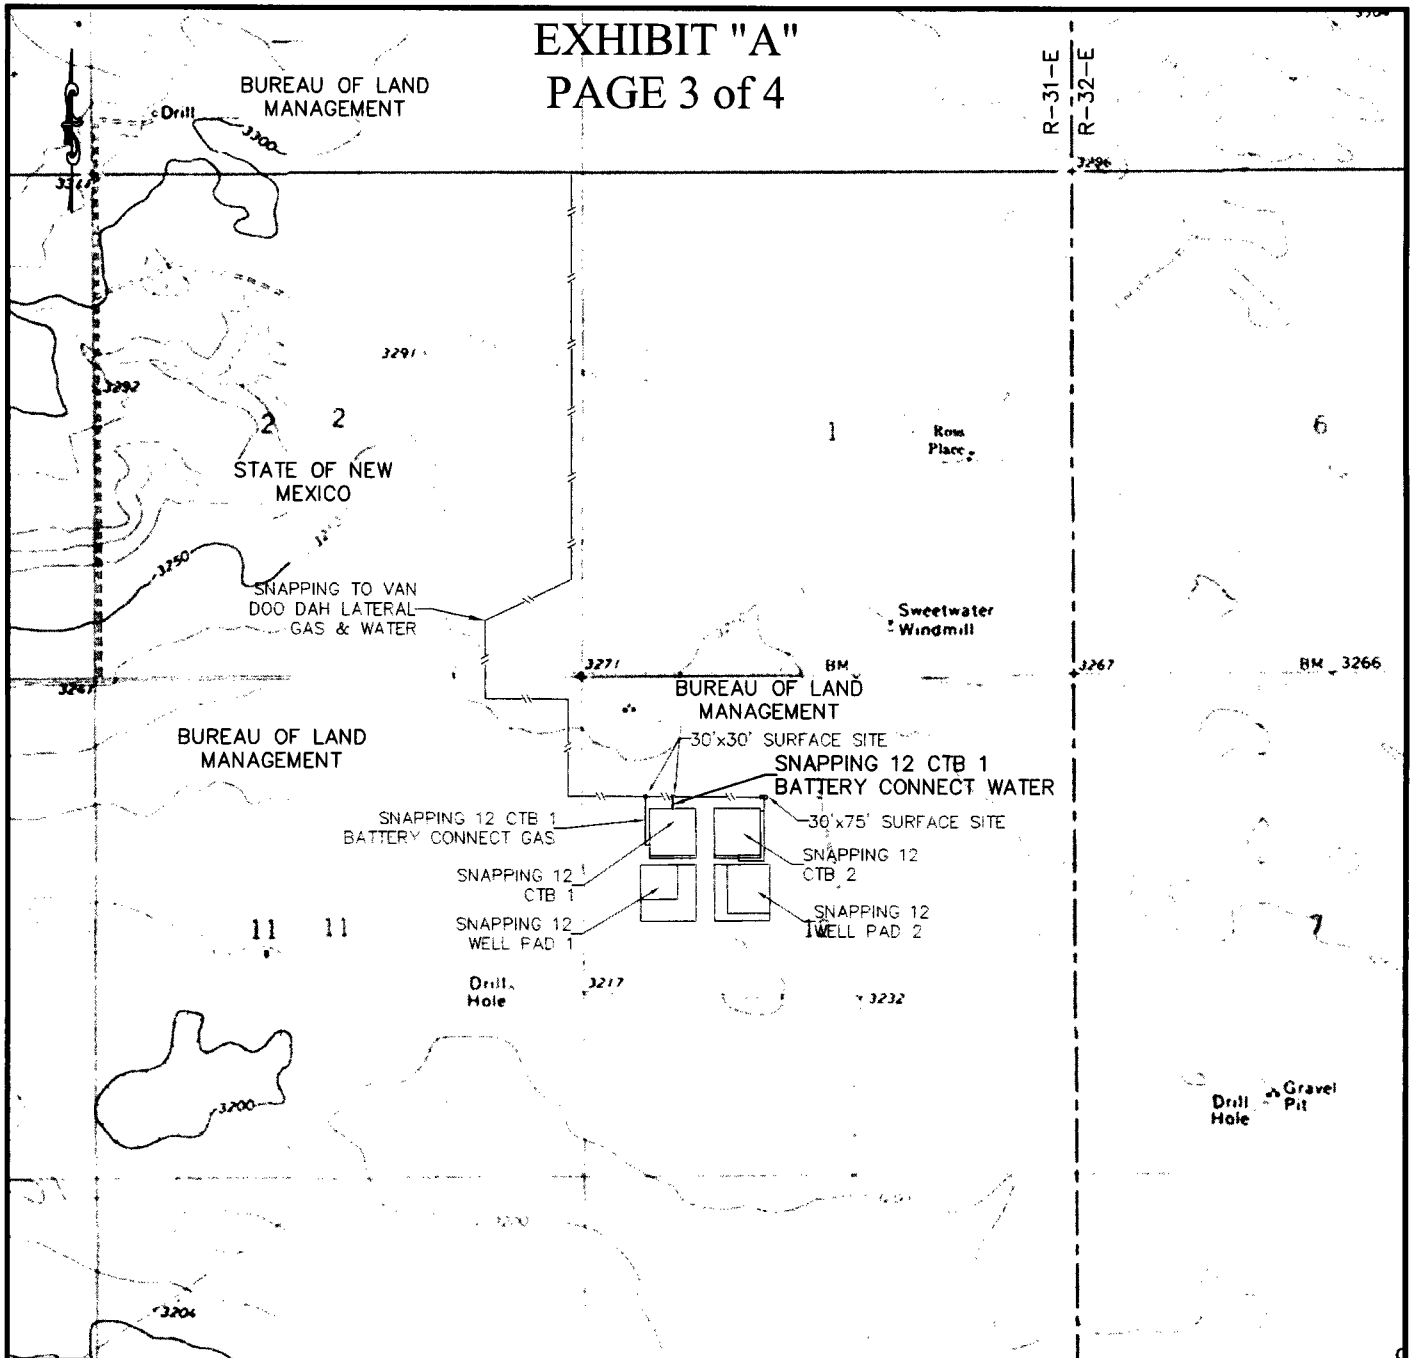 EXHIBIT "A"
PAGE 3 of 4
R-31-E
R-32-E
BUREAU OF LAND
MANAGEMENT
Drill
3300
3296
3291
3292
2
2
1
6
Ross
Place
STATE OF NEW
MEXICO
3250
SNAPPING TO VAN
DOO DAH LATERAL
GAS & WATER
Sweetwater
Windmill
3271
BM
3267
BM
3266
BUREAU OF LAND
MANAGEMENT
BUREAU OF LAND
MANAGEMENT
30'x30' SURFACE SITE
SNAPPING 12 CTB 1
BATTERY CONNECT WATER
SNAPPING 12 CTB 1
BATTERY CONNECT GAS
30'x75' SURFACE SITE
SNAPPING 12
CTB 2
SNAPPING 12
CTB 1
SNAPPING 12
WELL PAD 1
SNAPPING 12
WELL PAD 2
11
11
7
Drill
Hole
3217
3232
3200
Drill
Hole
Gravel
Pit
3200
3204